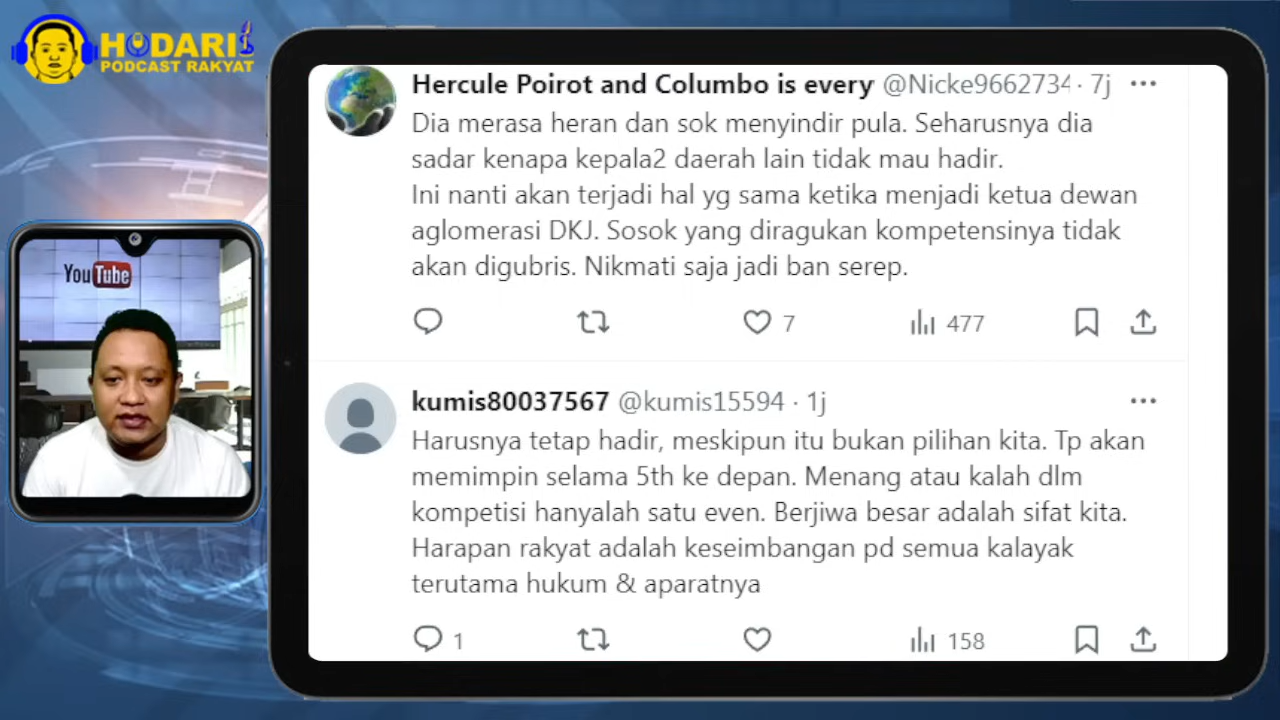 HODARI
PODCAST RAKYAT
YouTube
Hercule Poirot and Columbo is every @Nicke9662734 · 7j
Dia merasa heran dan sok menyindir pula. Seharusnya dia
sadar kenapa kepala2 daerah lain tidak mau hadir.
Ini nanti akan terjadi hal yg sama ketika menjadi ketua dewan
aglomerasi DKJ. Sosok yang diragukan kompetensinya tidak
akan digubris. Nikmati saja jadi ban serep.
7
477
kumis80037567 @kumis15594 · 1j
Harusnya tetap hadir, meskipun itu bukan pilihan kita. Tp akan
memimpin selama 5th ke depan. Menang atau kalah dlm
kompetisi hanyalah satu even. Berjiwa besar adalah sifat kita.
Harapan rakyat adalah keseimbangan pd semua kalayak
terutama hukum & aparatnya
1
158